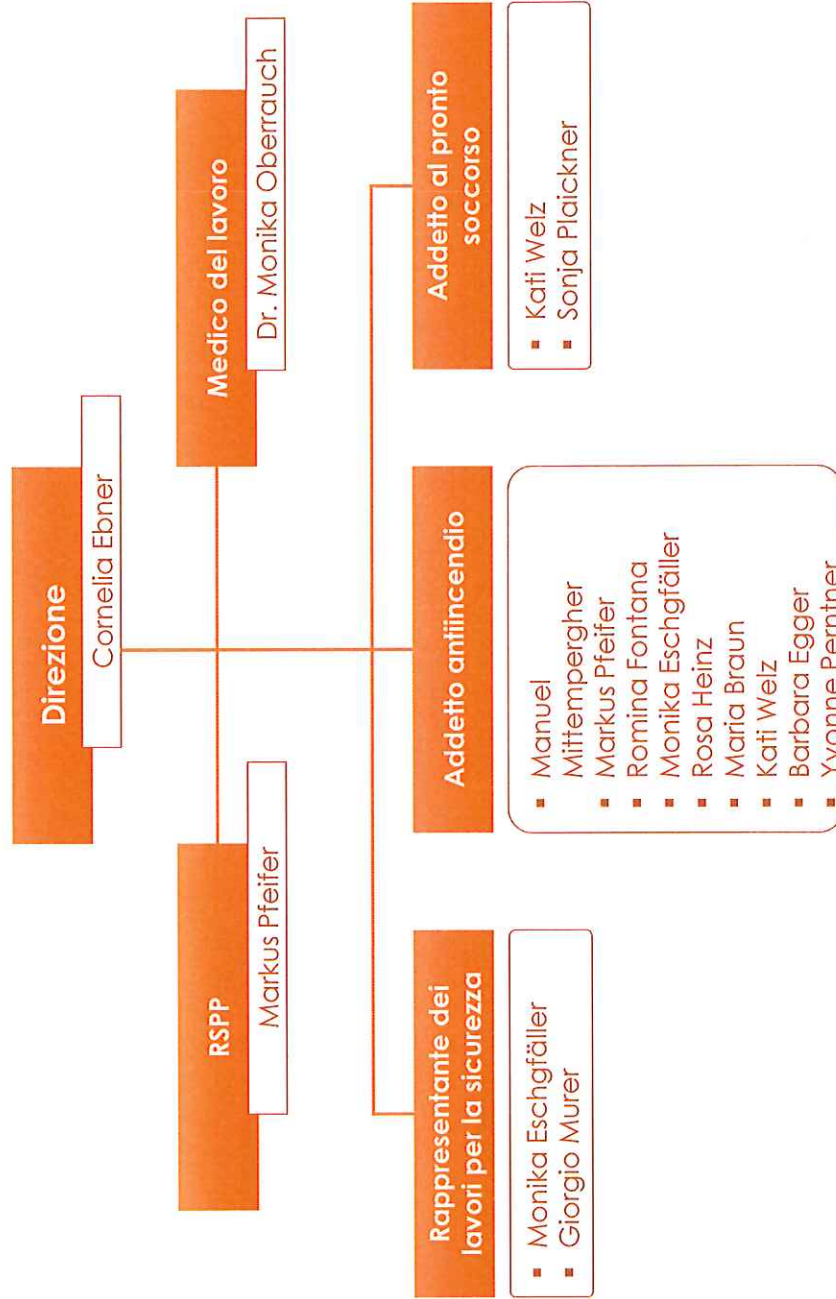 Direzione
Cornelia Ebner
RSPP
Markus Pfeifer
Medico del lavoro
Dr. Monika Oberrauch
Rappresentante dei
lavori per la sicurezza
▪ Monika Eschgfäller
▪ Giorgio Murer
Addetto antiincendio
▪ Manuel
Mittempergher
▪ Markus Pfeifer
▪ Romina Fontana
▪ Monika Eschgfäller
▪ Rosa Heinz
▪ Maria Braun
▪ Kati Welz
▪ Barbara Egger
▪ Yvonne Perntner
Addetto al pronto
soccorso
▪ Kati Welz
▪ Sonja Plaickner